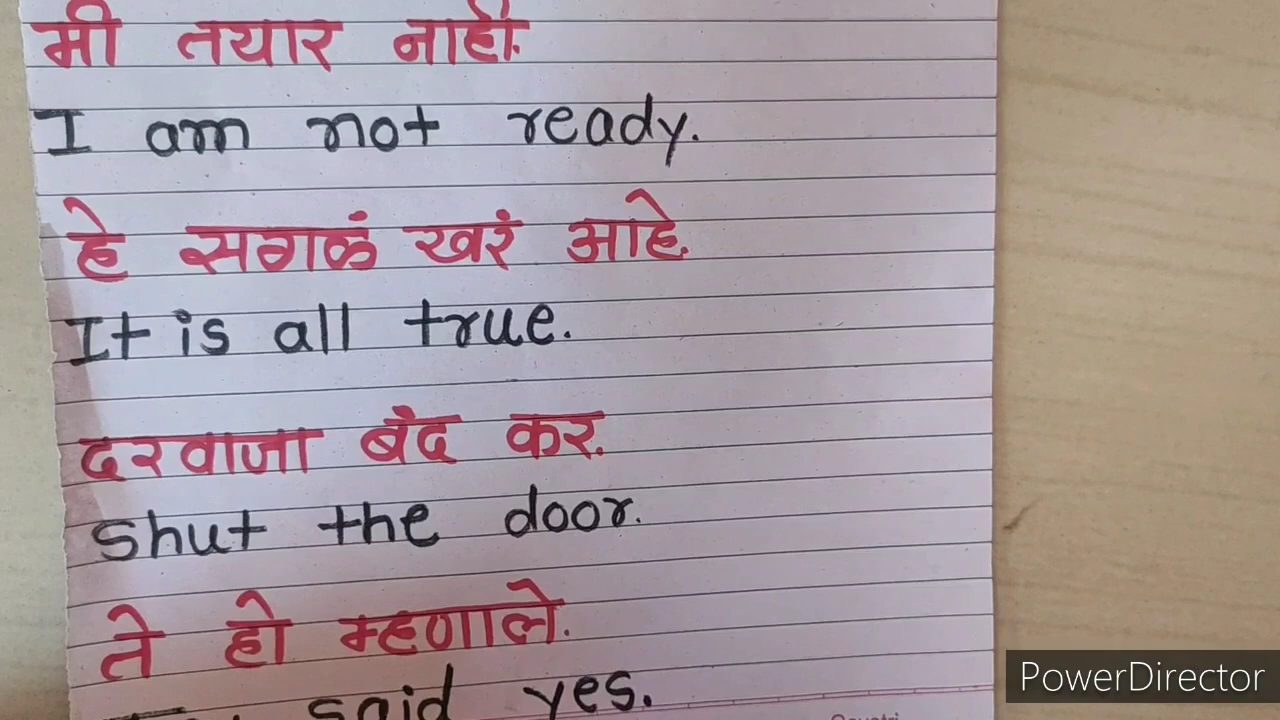 मी तयार नाही.
I am not ready.
हे सगळं खरं आहे.
It is all true.
दरवाजा बंद कर.
Shut the door.
ते हो म्हणाले.
said yes.
PowerDirector